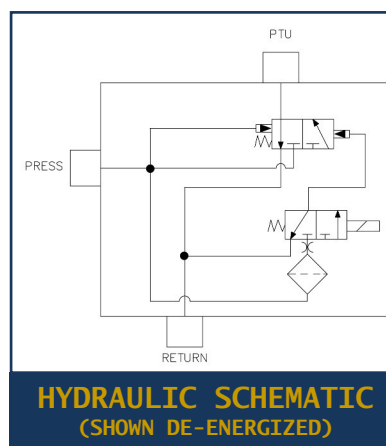 PTU
PRESS
RETURN
HYDRAULIC SCHEMATIC
(SHOWN DE-ENERGIZED)